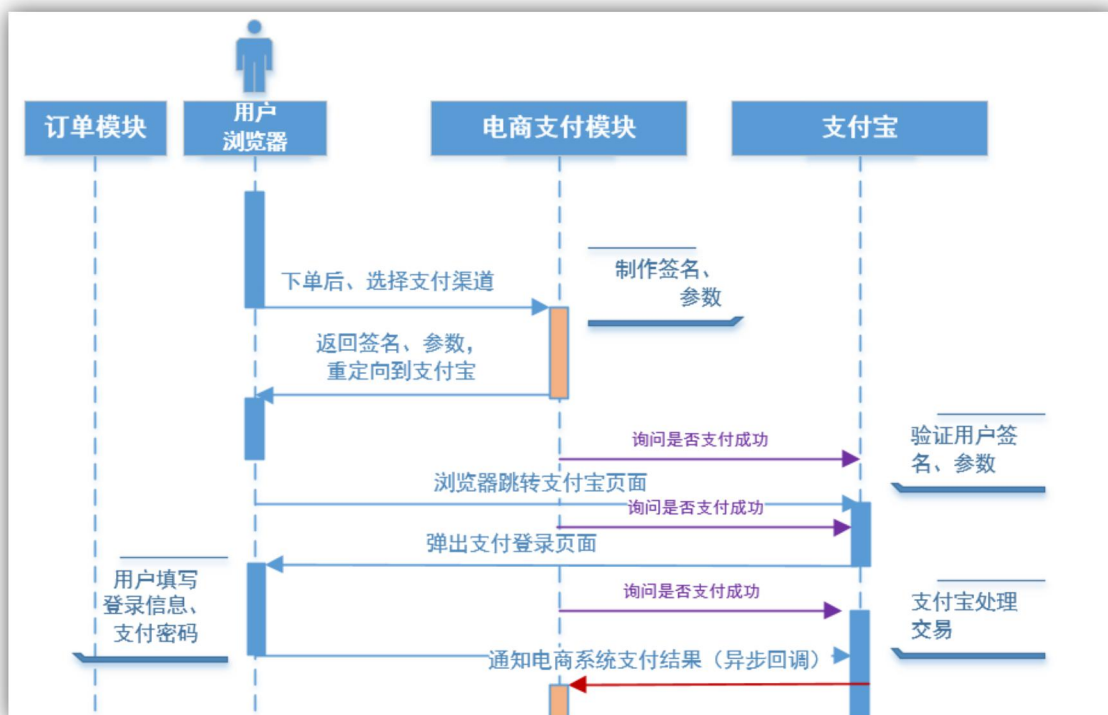 订单模块
用户
浏览器
电商支付模块
支付宝
下单后、选择支付渠道
制作签名、
参数
返回签名、参数，
重定向到支付宝
询问是否支付成功
验证用户签
名、参数
浏览器跳转支付宝页面
询问是否支付成功
弹出支付登录页面
用户填写
登录信息、
支付密码
询问是否支付成功
支付宝处理
交易
通知电商系统支付结果（异步回调）